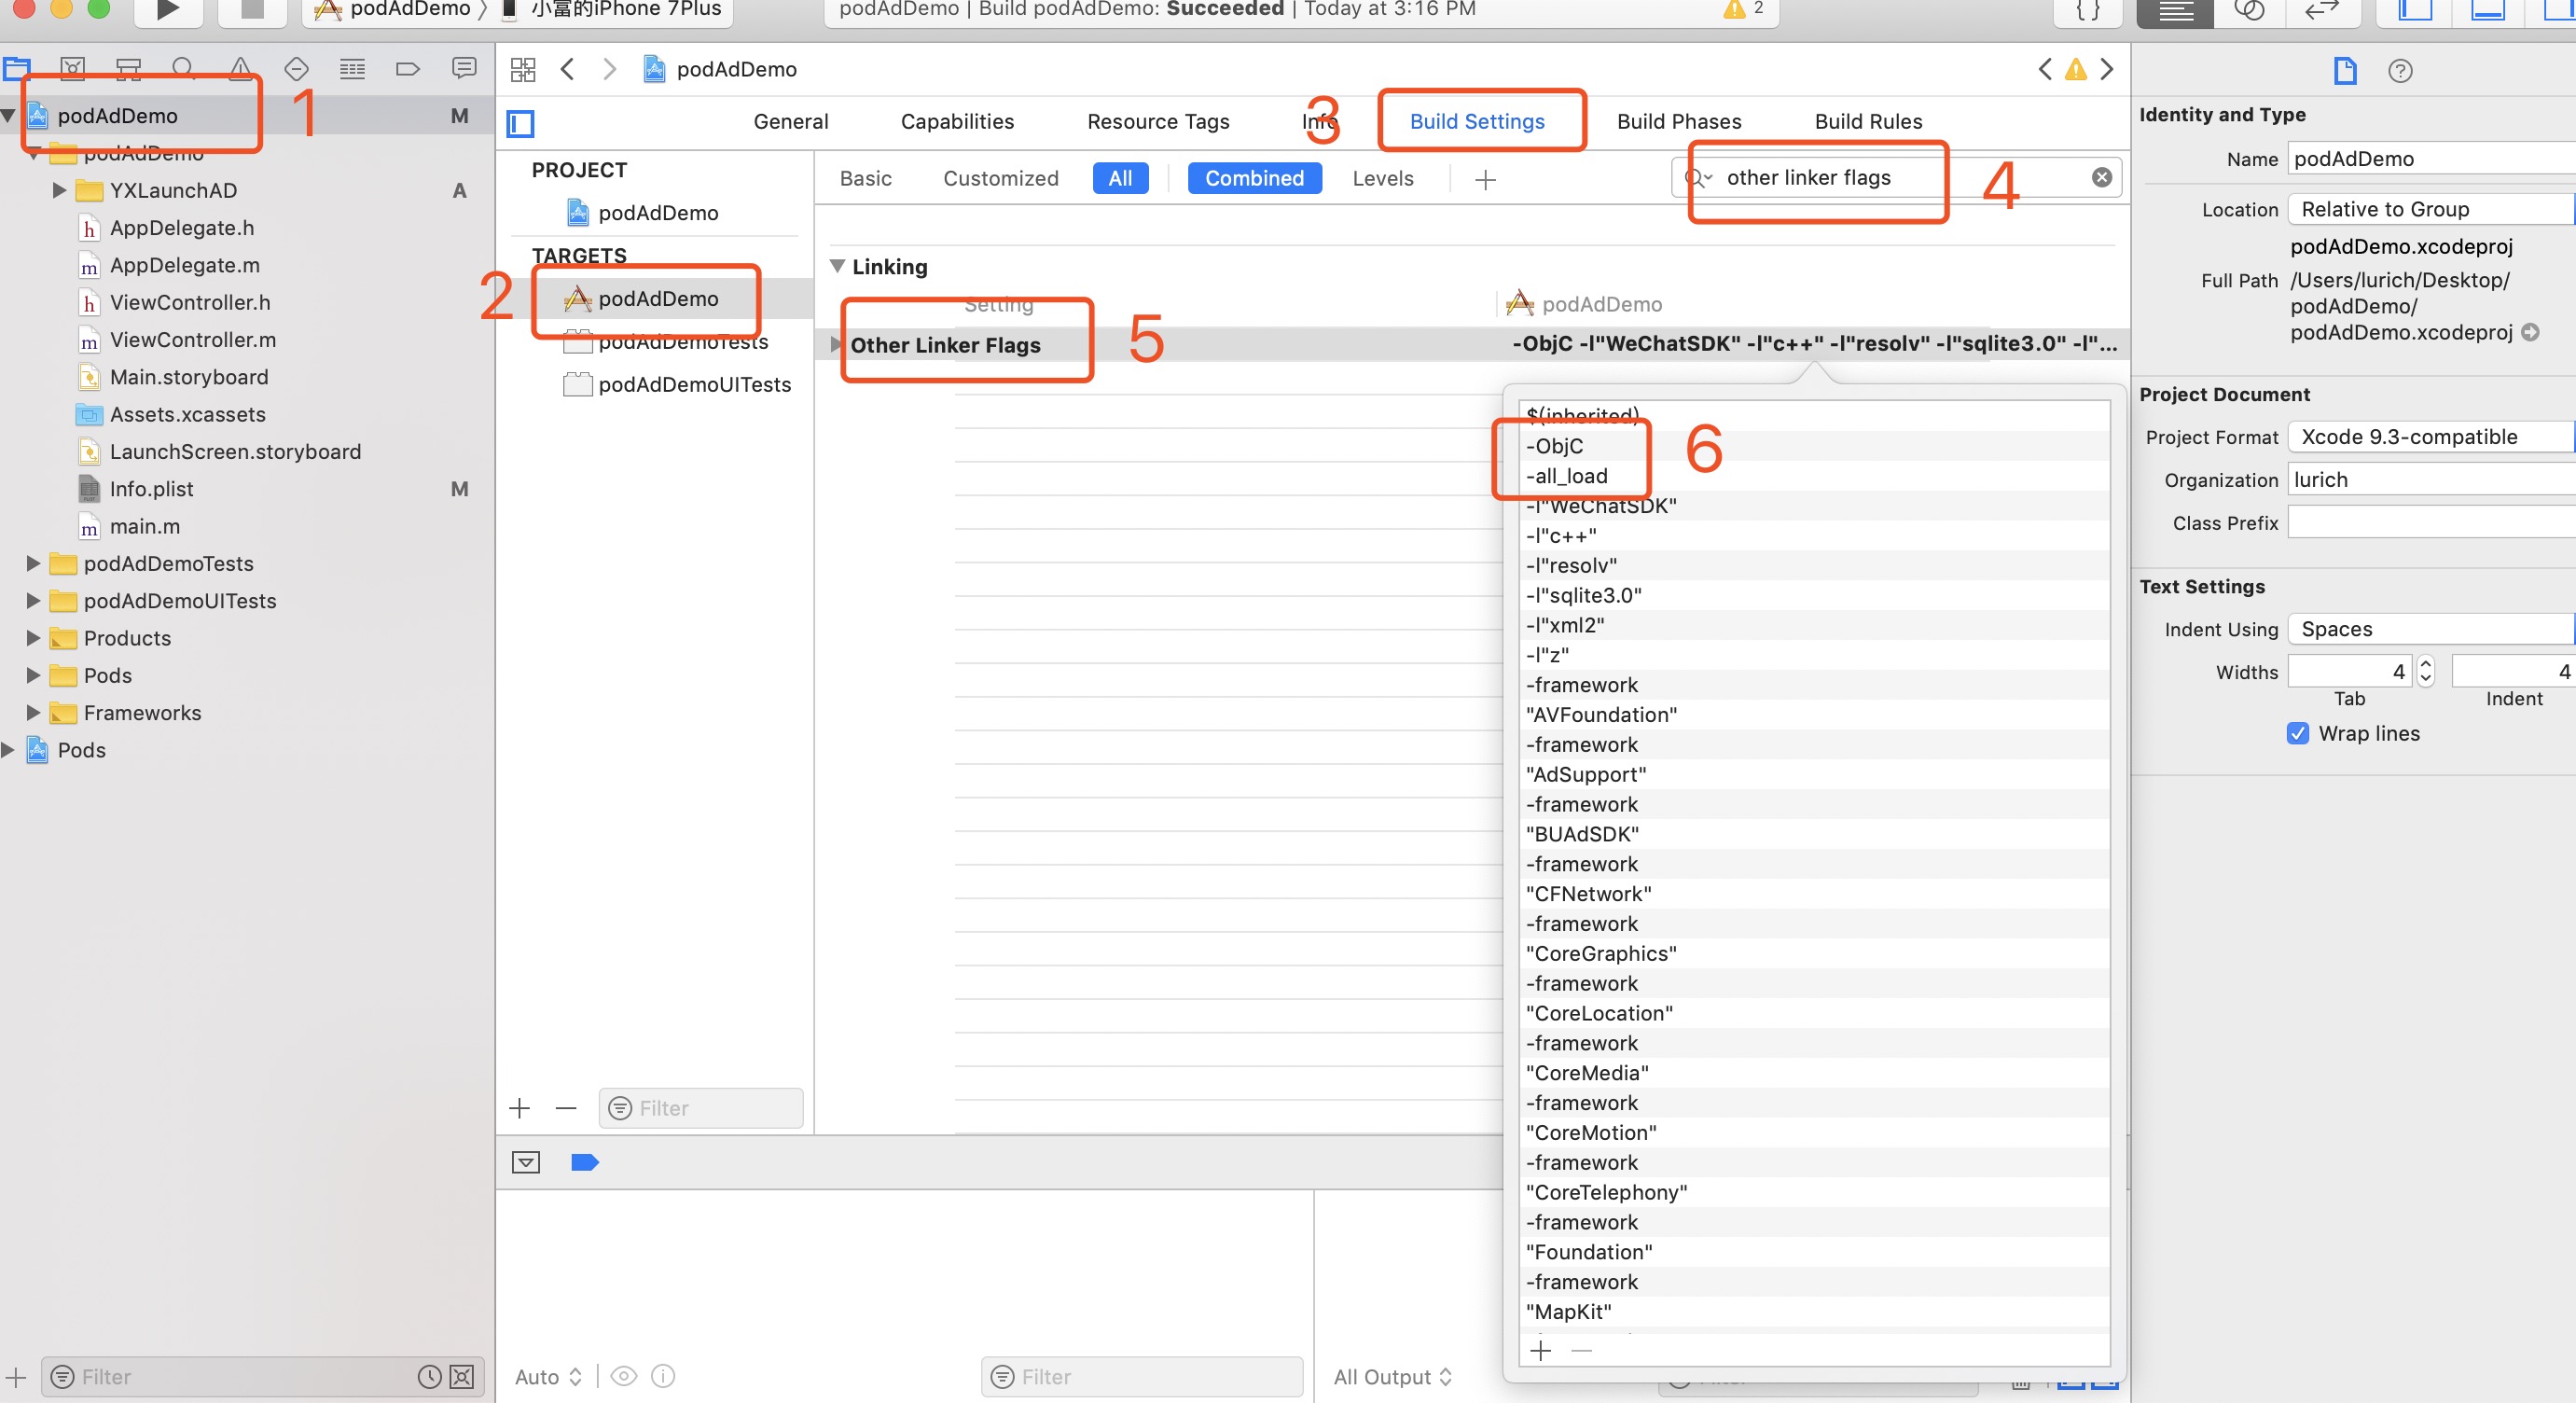 podAdDemo 〉 小富的iPhone 7Plus
podAdDemo | Build podAdDemo: Succeeded | Today at 3:16 PM
2
{ }
podAdDemo
M
1
podAdDemo
YXLaunchAD
A
AppDelegate.h
AppDelegate.m
ViewController.h
ViewController.m
Main.storyboard
Assets.xcassets
LaunchScreen.storyboard
Info.plist
M
main.m
podAdDemoTests
podAdDemoUITests
Products
Pods
Frameworks
Pods
Filter
podAdDemo
General
Capabilities
Resource Tags
Info
3
Build Settings
Build Phases
Build Rules
PROJECT
podAdDemo
TARGETS
2
podAdDemo
podAdDemoTests
podAdDemoUITests
Filter
Basic
Customized
All
Combined
Levels
other linker flags
4
Linking
Setting
podAdDemo
Other Linker Flags
5
-ObjC -l"WeChatSDK" -l"c++" -l"resolv" -l"sqlite3.0" -l"...
$(inherited)
-ObjC
-all_load
6
-l"WeChatSDK"
-l"c++"
-l"resolv"
-l"sqlite3.0"
-l"xml2"
-l"z"
-framework
"AVFoundation"
-framework
"AdSupport"
-framework
"BUAdSDK"
-framework
"CFNetwork"
-framework
"CoreGraphics"
-framework
"CoreLocation"
-framework
"CoreMedia"
-framework
"CoreMotion"
-framework
"CoreTelephony"
-framework
"Foundation"
-framework
"MapKit"
Auto
Filter
All Output
Identity and Type
Name podAdDemo
Location Relative to Group
podAdDemo.xcodeproj
Full Path /Users/lurich/Desktop/
podAdDemo/
podAdDemo.xcodeproj
Project Document
Project Format Xcode 9.3-compatible
Organization lurich
Class Prefix
Text Settings
Indent Using Spaces
Widths 4 4
Tab Indent
Wrap lines